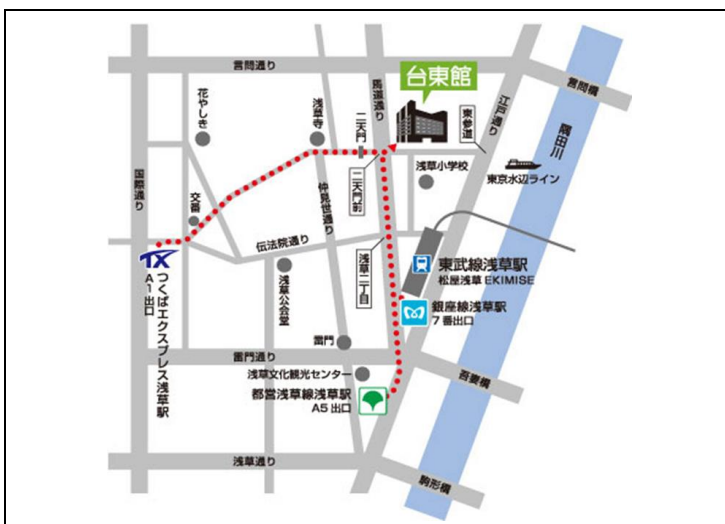 言問通り
馬道通り
台東館
江戸通り
言問橋
隅田川
花やしき
浅草寺
二天門
東参道
国際通り
二天門前
浅草小学校
東京水辺ライン
交番
仲見世通り
伝法院通り
TX
つくばエクスプレス浅草駅
A1出口
浅草公会堂
浅草二丁目
東武線浅草駅
松屋浅草 EKIMISE
銀座線浅草駅
7番出口
雷門
雷門通り
浅草文化観光センター
都営浅草線浅草駅
A5出口
吾妻橋
浅草通り
駒形橋